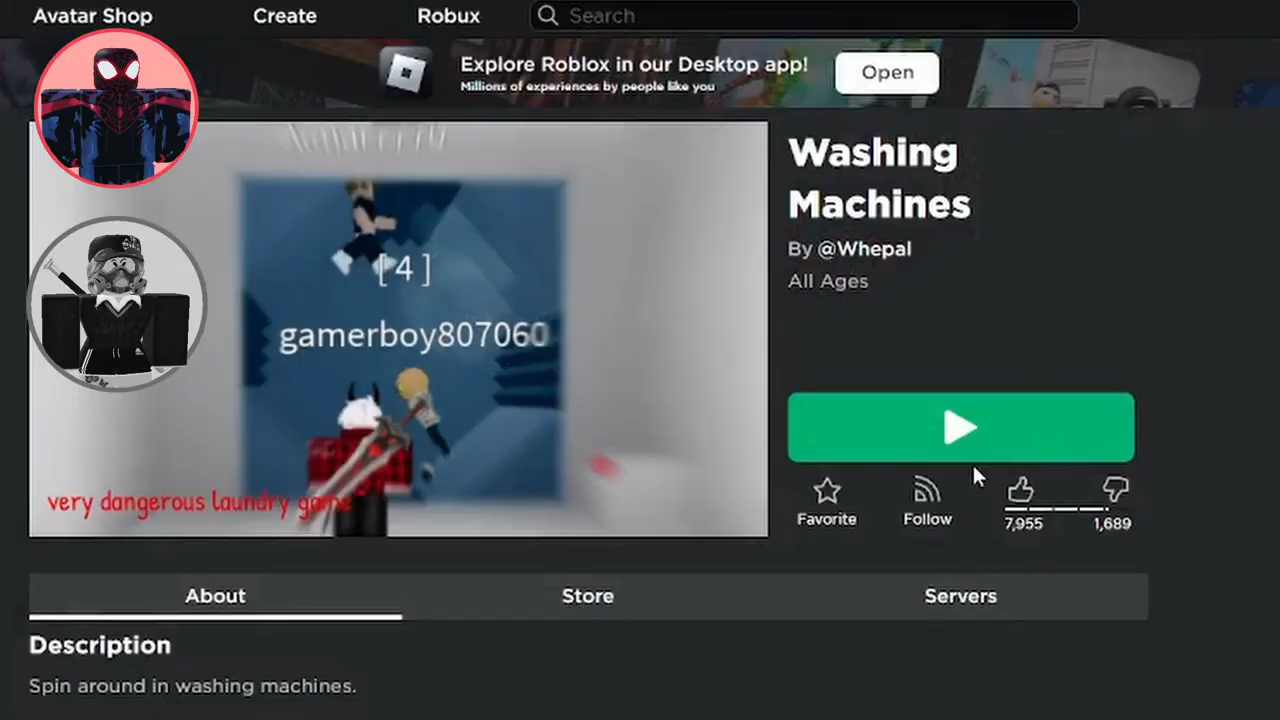 Avatar Shop Create Robux Search
Explore Roblox in our Desktop app!
Millions of experiences by people like you
Open
Washing
Machines
By @Whepal
All Ages
[ 4 ]
gamerboy807060
very dangerous laundry game
Favorite Follow 7,955 1,689
About Store Servers
Description
Spin around in washing machines.